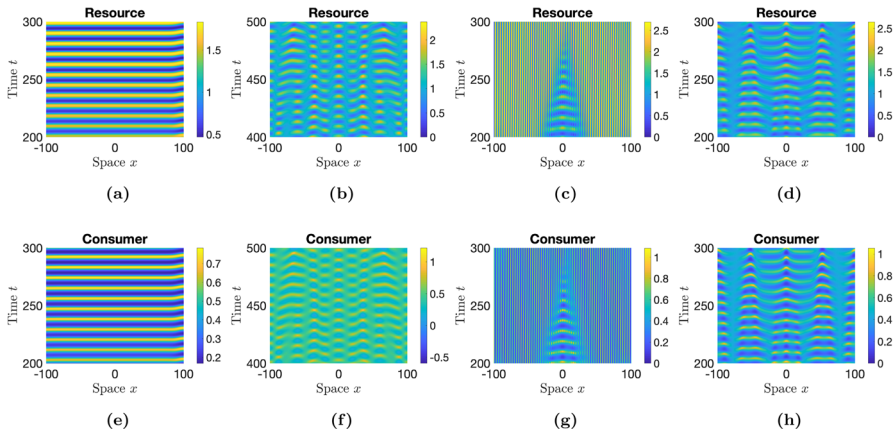 Resource
Resource
Resource
Resource
300
250
200
Time t
-100
0
100
Space x
1.5
1
0.5
500
450
400
Time t
-100
0
100
Space x
2
1.5
1
0.5
0
300
250
200
Time t
-100
0
100
Space x
2.5
2
1.5
1
0.5
0
300
250
200
Time t
-100
0
100
Space x
2.5
2
1.5
1
0.5
0
(a)
(b)
(c)
(d)
Consumer
Consumer
Consumer
Consumer
300
250
200
Time t
-100
0
100
Space x
0.7
0.6
0.5
0.4
0.3
0.2
500
450
400
Time t
-100
0
100
Space x
1
0.5
0
-0.5
300
250
200
Time t
-100
0
100
Space x
1
0.8
0.6
0.4
0.2
0
300
250
200
Time t
-100
0
100
Space x
1
0.8
0.6
0.4
0.2
0
(e)
(f)
(g)
(h)